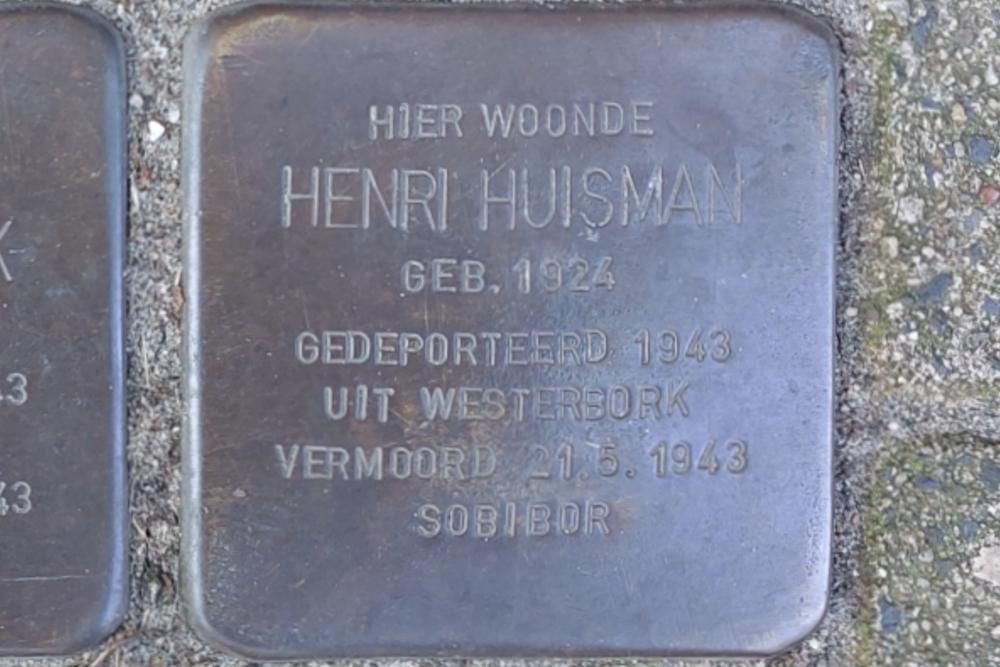 HIER WOONDE
HENRI HUISMAN
GEB. 1924
GEDEPORTEERD 1943
UIT WESTERBORK
VERMOORD 21.5.1943
SOBIBOR